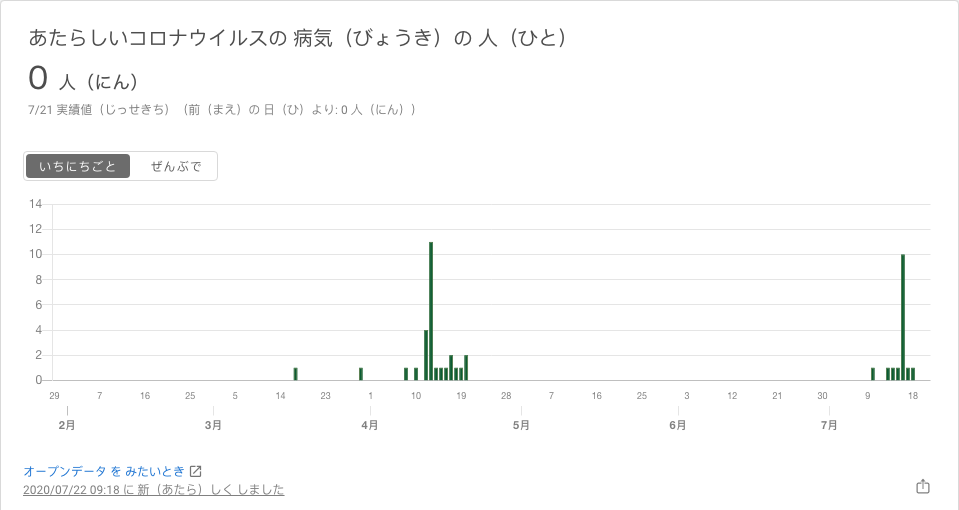 あたらしいコロナウイルスの 病気（びょうき）の 人（ひと）
0 人（にん）
7/21 実績値（じっせきち）（前（まえ）の 日（ひ）より: 0 人（にん））
いちにちごと ぜんぶで
14
12
10
8
6
4
2
0
29 7 16 25 5 14 23 1 10 19 28 7 16 25 3 12 21 30 9 18
2月 3月 4月 5月 6月 7月
オープンデータ を みたいとき
2020/07/22 09:18 に 新（あたら）しく しました